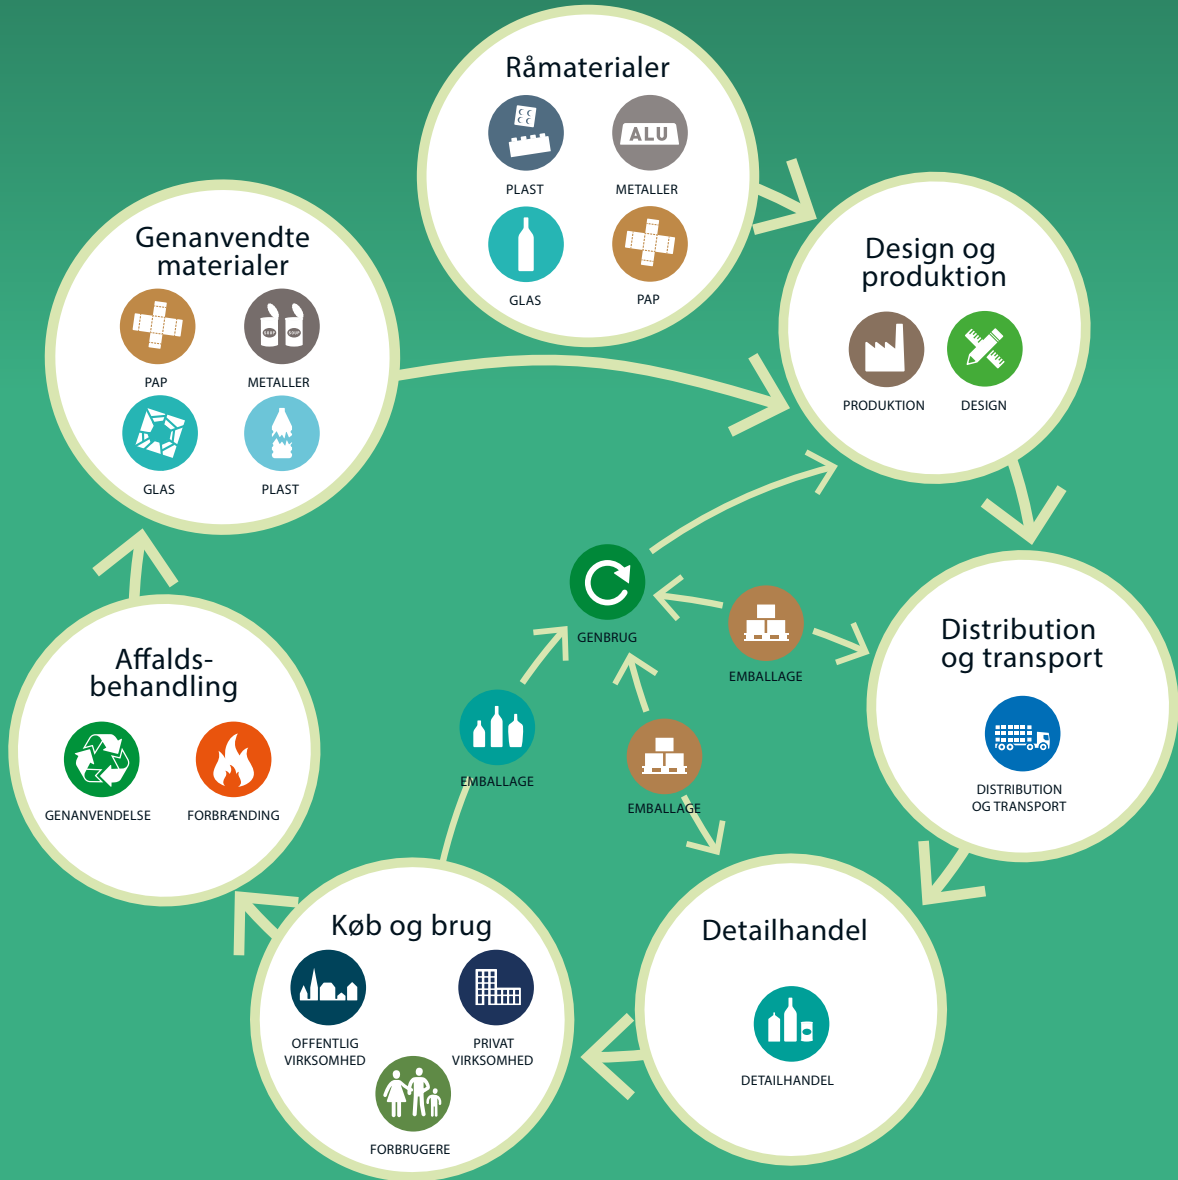 Råmaterialer
ALU
PLAST
METALLER
GLAS
PAP
Design og
produktion
PRODUKTION
DESIGN
Genanvendte
materialer
SOUP
SOUP
PAP
METALLER
GLAS
PLAST
GENBRUG
EMBALLAGE
EMBALLAGE
EMBALLAGE
Distribution
og transport
DISTRIBUTION
OG TRANSPORT
Affalds-
behandling
GENANVENDELSE
FORBRÆNDING
Køb og brug
OFFENTLIG
VIRKSOMHED
PRIVAT
VIRKSOMHED
FORBRUGERE
Detailhandel
DETAILHANDEL